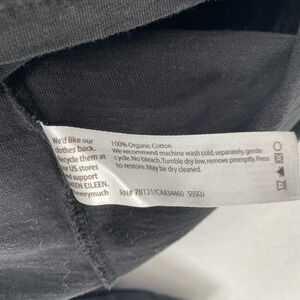 We'd like our
clothes back.
Recycle them at
our US stores
and support
GREEN EILEEN.
verymuch
100% Organic Cotton
We recommend machine wash cold, separately, gentle
cycle. No bleach. Tumble dry low, remove promptly. Press
to restore. May be dry cleaned.
RN# 78121/CA#34460